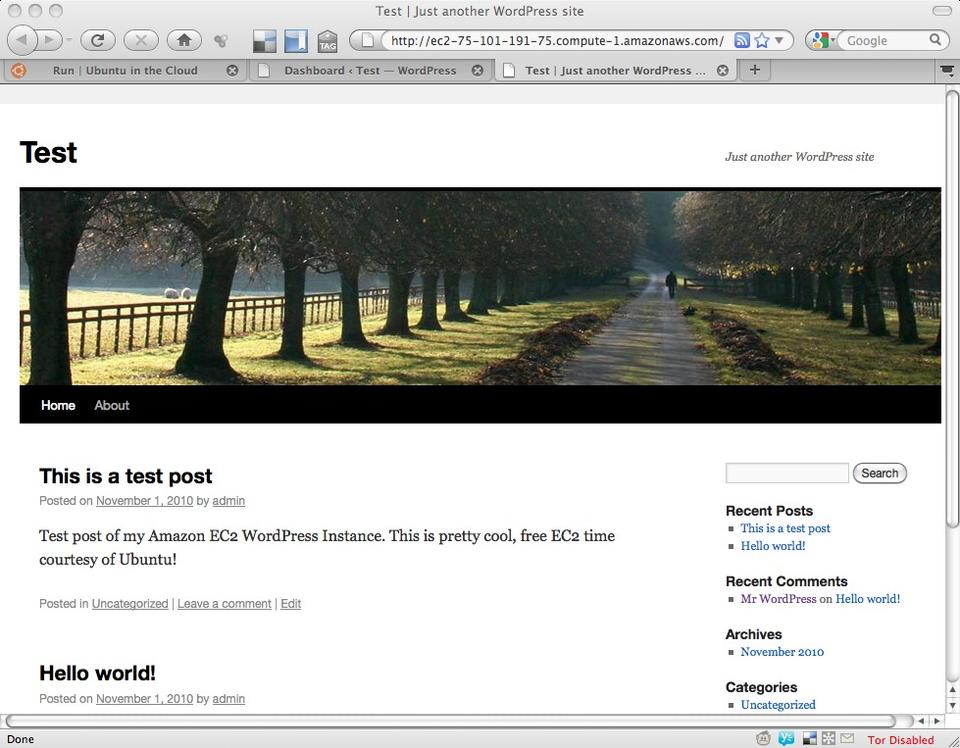 Test | Just another WordPress site
TAG
http://ec2-75-101-191-75.compute-1.amazonaws.com/
Google
Run | Ubuntu in the Cloud
Dashboard ‹ Test — WordPress
Test | Just another WordPress ...
Test
Just another WordPress site
Home About
This is a test post
Posted on November 1, 2010 by admin
Test post of my Amazon EC2 WordPress Instance. This is pretty cool, free EC2 time
courtesy of Ubuntu!
Posted in Uncategorized | Leave a comment | Edit
Hello world!
Posted on November 1, 2010 by admin
Search
Recent Posts
This is a test post
Hello world!
Recent Comments
Mr WordPress on Hello world!
Archives
November 2010
Categories
Uncategorized
Done
Tor Disabled